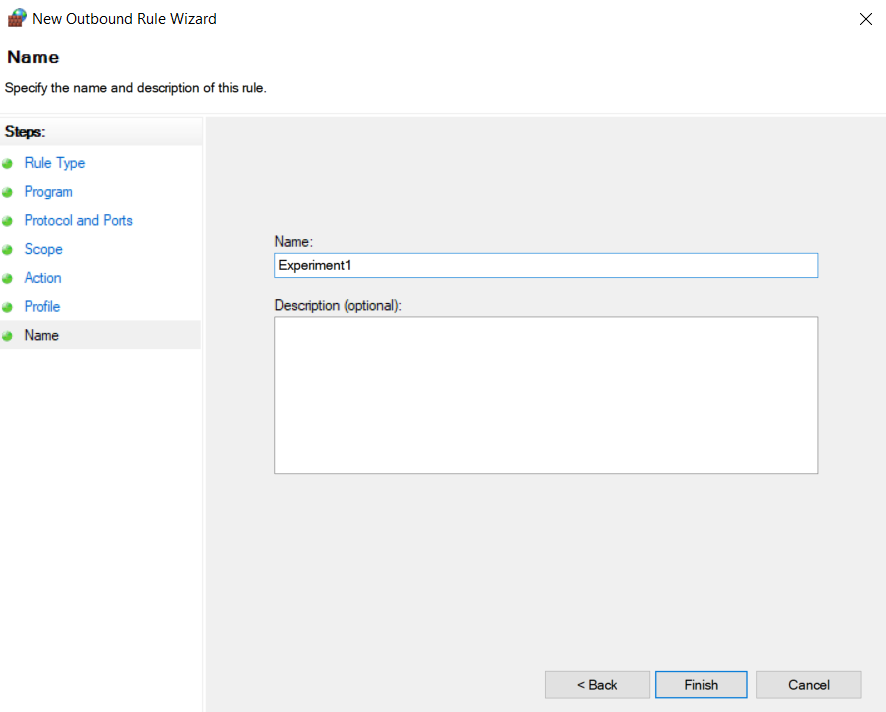 New Outbound Rule Wizard
Name
Specify the name and description of this rule.
Steps:
Rule Type
Program
Protocol and Ports
Scope
Action
Profile
Name
Name:
Experiment1
Description (optional):
< Back
Finish
Cancel